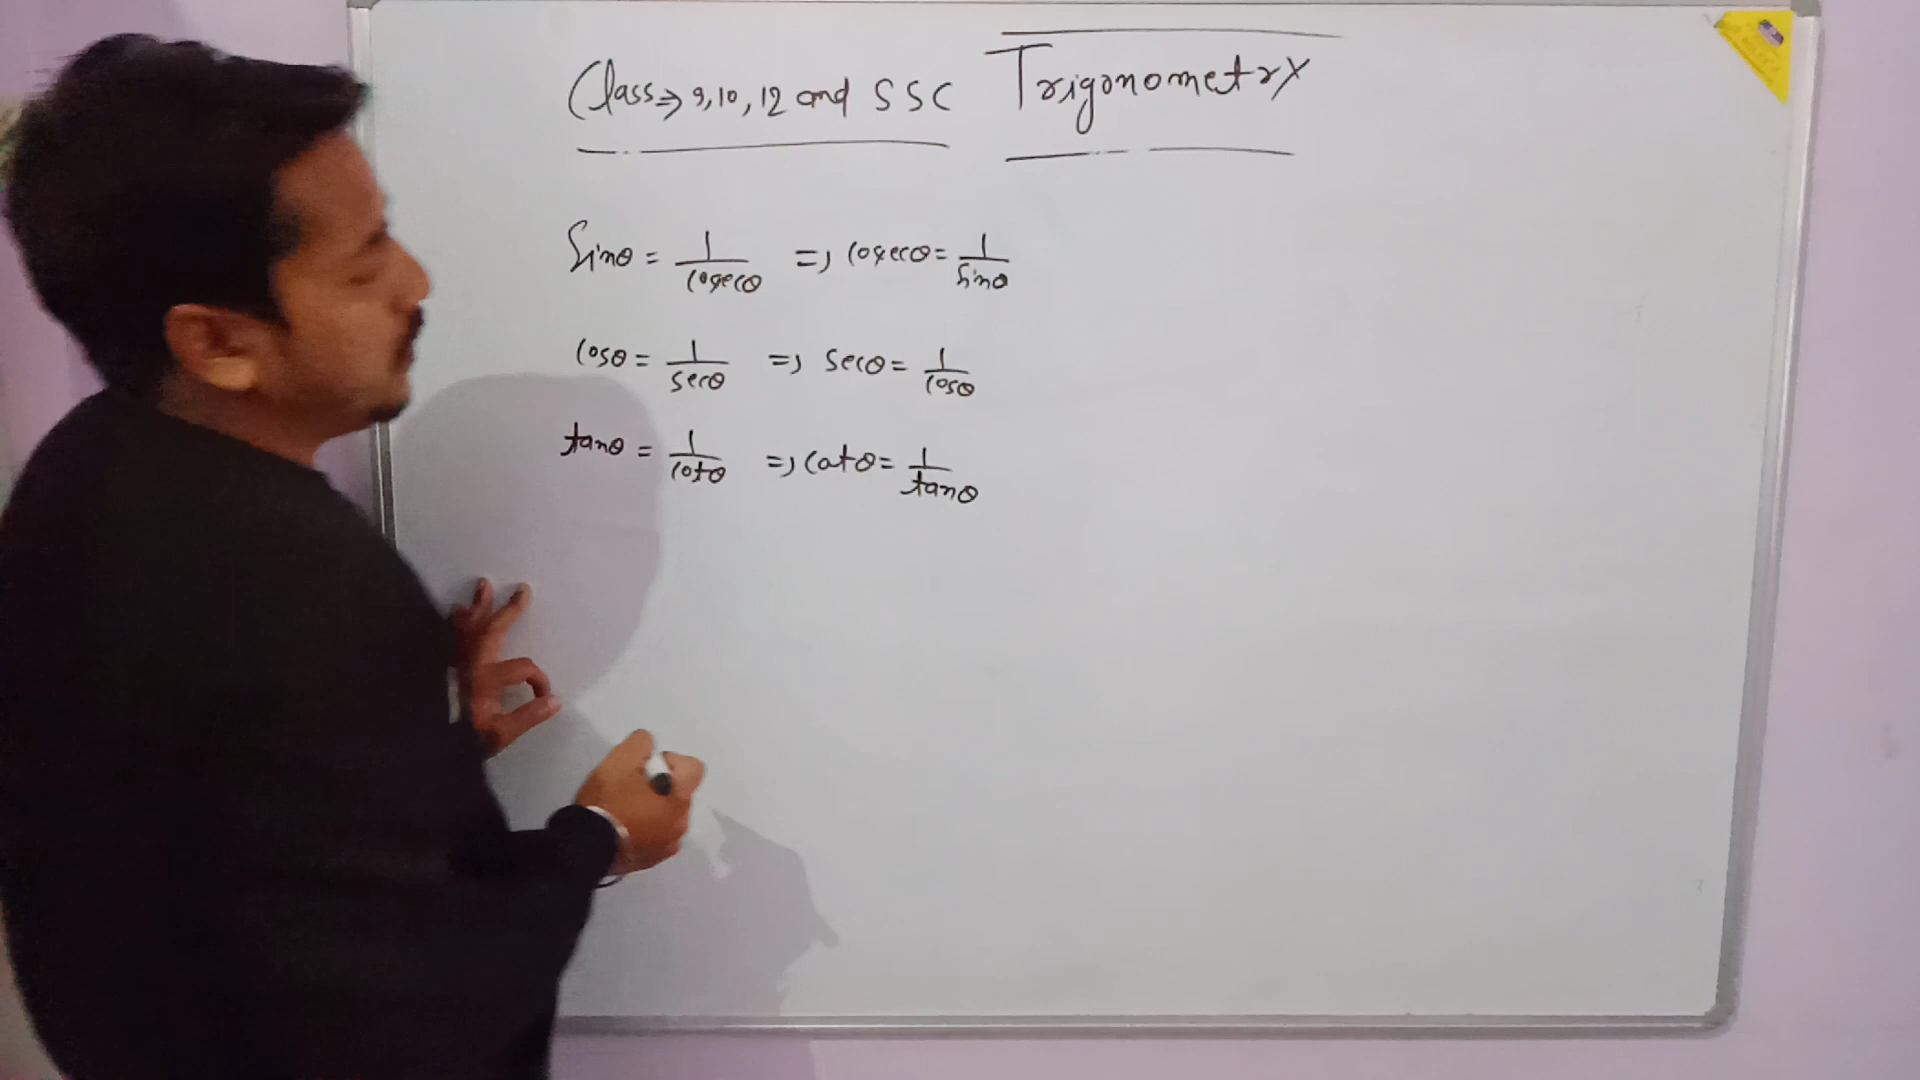 Class⇒ 9,10,12 and SSC Trigonometry
Sinθ = 1/cosecθ ⇒ cosecθ = 1/Sinθ
cosθ = 1/secθ ⇒ secθ = 1/cosθ
tanθ = 1/cotθ ⇒ cotθ = 1/tanθ